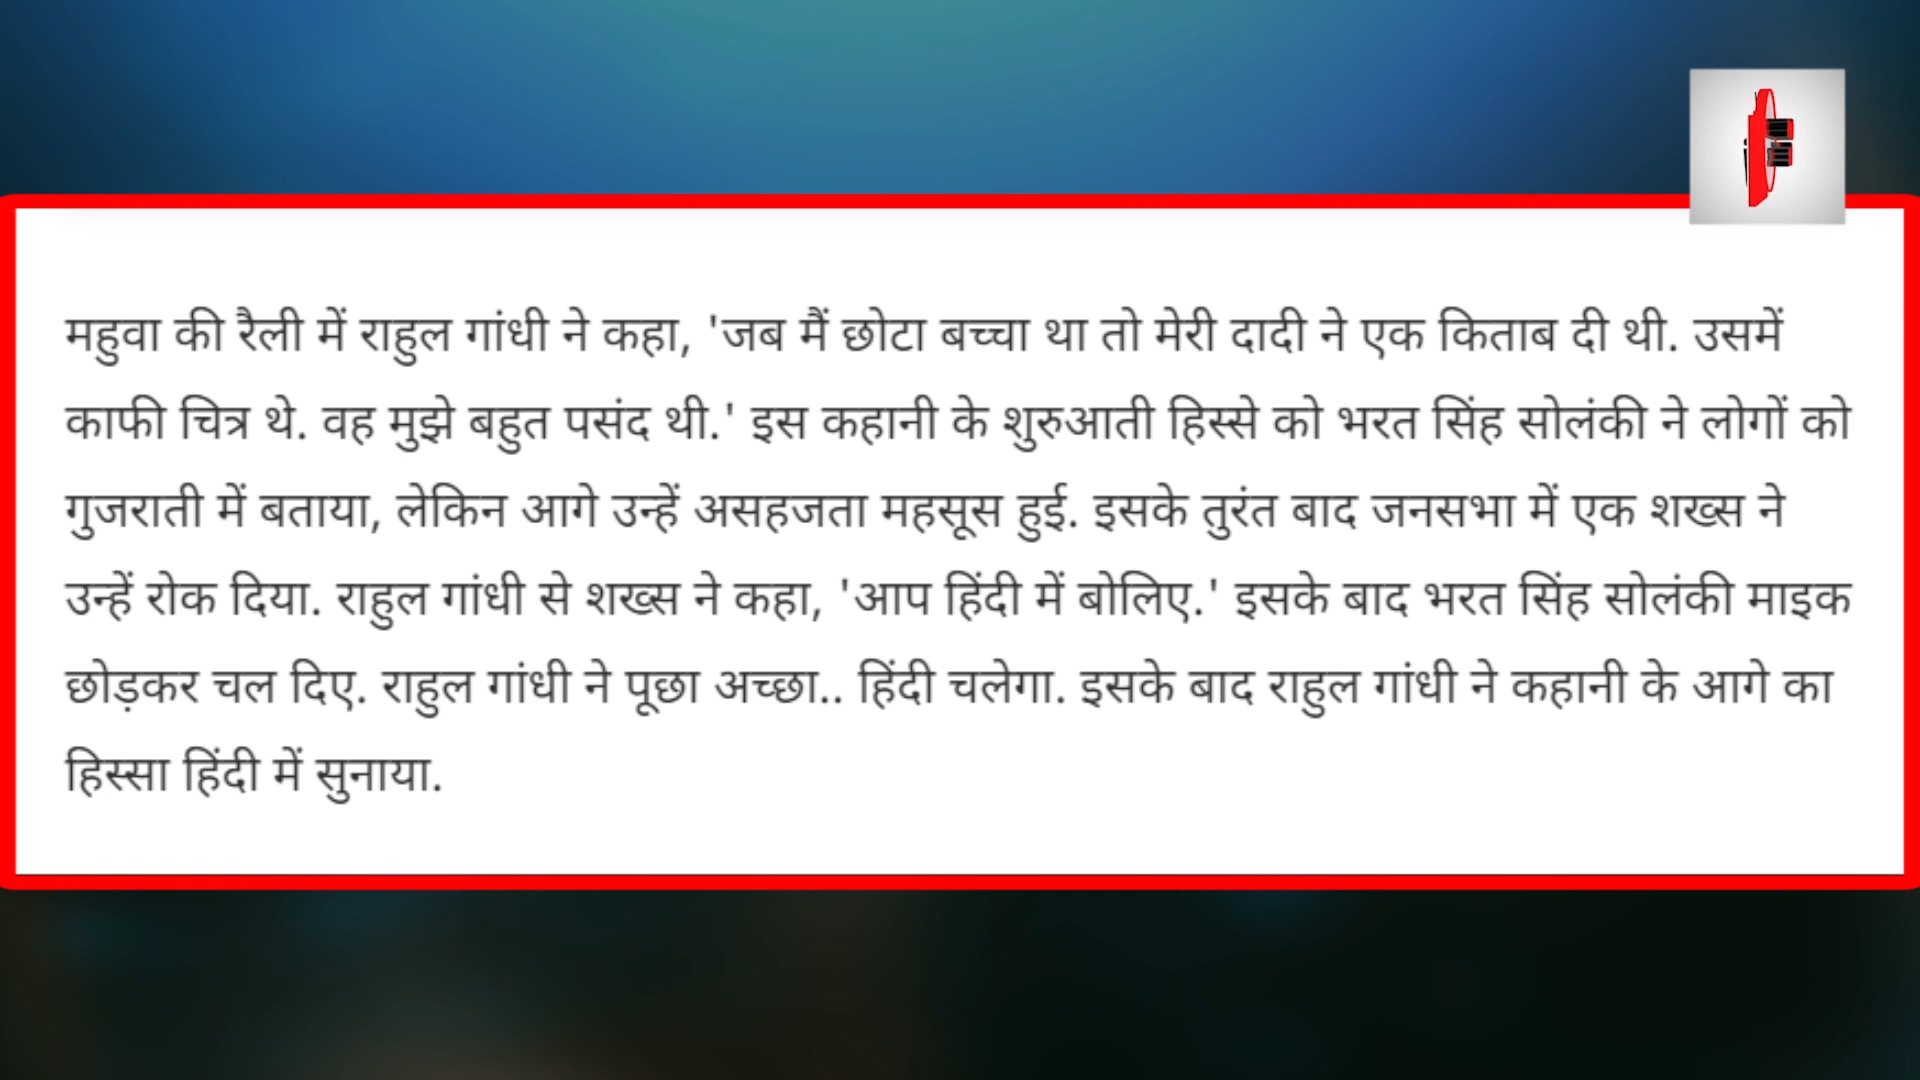 महुवा की रैली में राहुल गांधी ने कहा, 'जब मैं छोटा बच्चा था तो मेरी दादी ने एक किताब दी थी. उसमें
काफी चित्र थे. वह मुझे बहुत पसंद थी.' इस कहानी के शुरुआती हिस्से को भरत सिंह सोलंकी ने लोगों को
गुजराती में बताया, लेकिन आगे उन्हें असहजता महसूस हुई. इसके तुरंत बाद जनसभा में एक शख्स ने
उन्हें रोक दिया. राहुल गांधी से शख्स ने कहा, 'आप हिंदी में बोलिए.' इसके बाद भरत सिंह सोलंकी माइक
छोड़कर चल दिए. राहुल गांधी ने पूछा अच्छा.. हिंदी चलेगा. इसके बाद राहुल गांधी ने कहानी के आगे का
हिस्सा हिंदी में सुनाया.